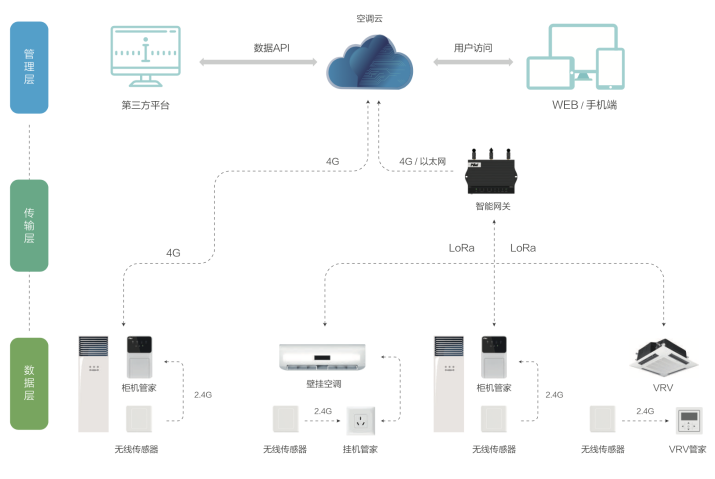 空调云
管理层
数据API
用户访问
第三方平台
WEB / 手机端
4G
4G / 以太网
传输层
智能网关
LoRa
LoRa
4G
数据层
柜机管家
2.4G
无线传感器
壁挂空调
2.4G
无线传感器
挂机管家
柜机管家
2.4G
无线传感器
VRV
2.4G
无线传感器
VRV管家